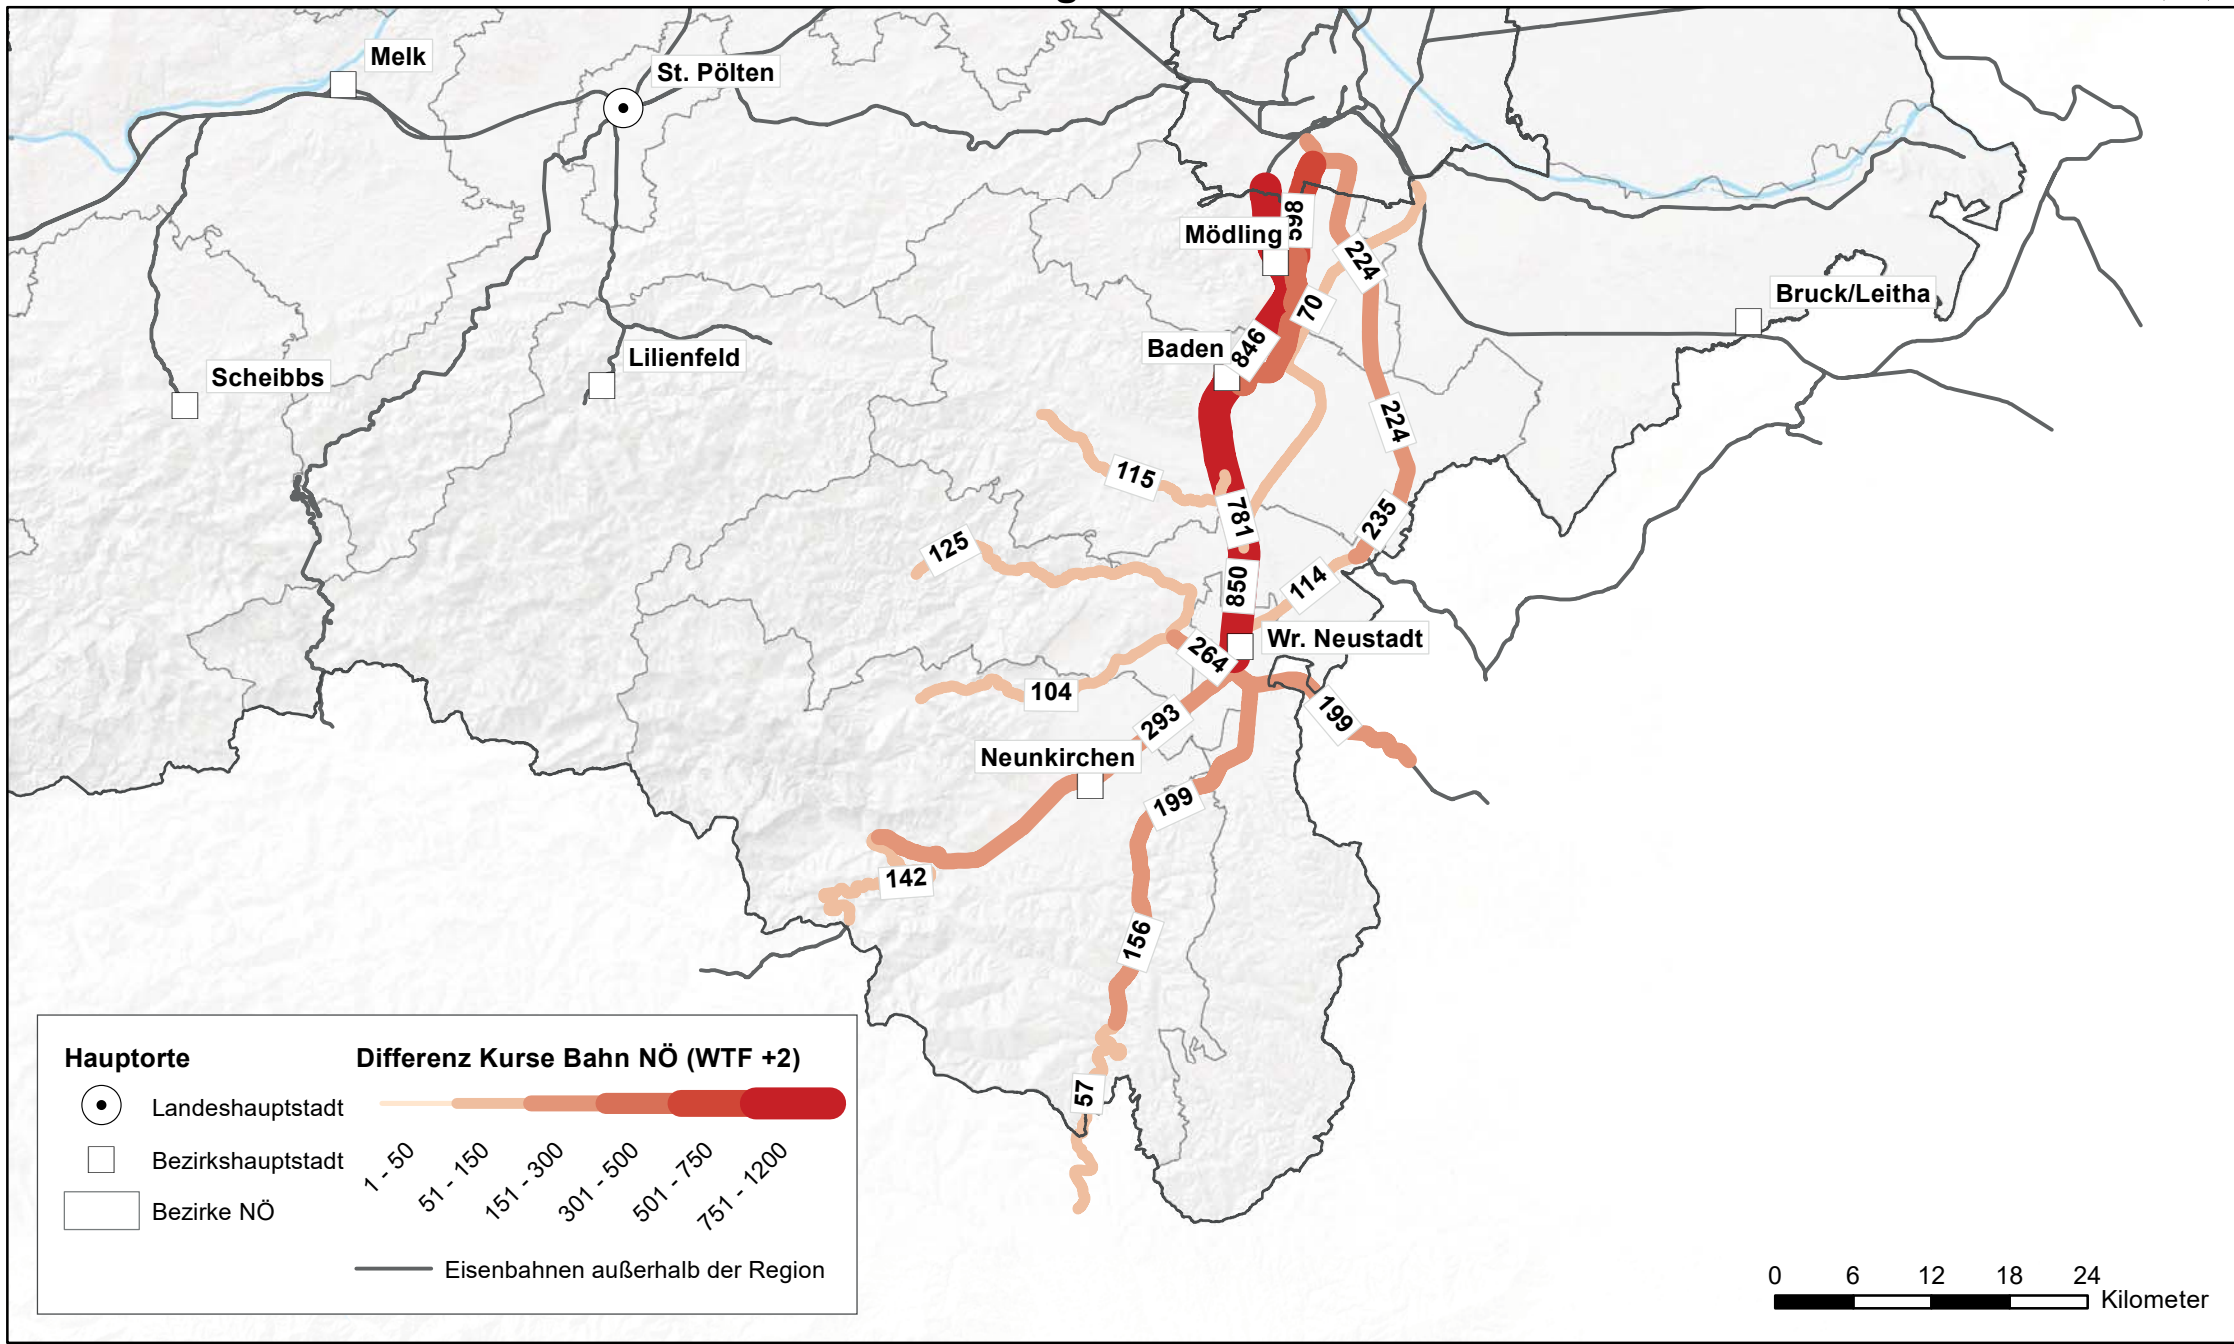 Melk
St. Pölten
Mödling
224
70
Bruck/Leitha
Baden
846
Lilienfeld
Scheibbs
224
115
781
235
125
850
114
Wr. Neustadt
264
104
293
199
Neunkirchen
199
142
156
57
Hauptorte
Landeshauptstadt
Bezirkshauptstadt
Bezirke NÖ
Differenz Kurse Bahn NÖ (WTF +2)
1 - 50
51 - 150
151 - 300
301 - 500
501 - 750
751 - 1200
Eisenbahnen außerhalb der Region
0 6 12 18 24
Kilometer